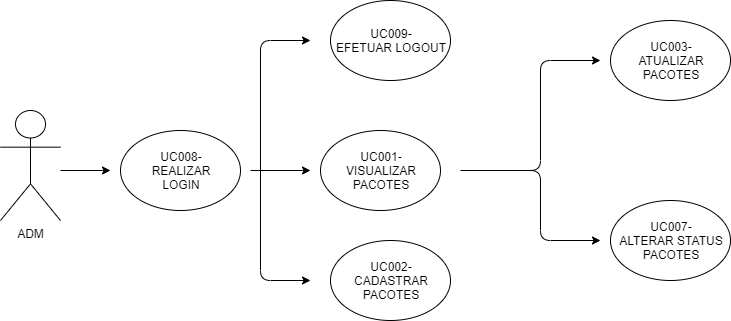 ADM
UC008-
REALIZAR
LOGIN
UC009-
EFETUAR LOGOUT
UC001-
VISUALIZAR
PACOTES
UC002-
CADASTRAR
PACOTES
UC003-
ATUALIZAR
PACOTES
UC007-
ALTERAR STATUS
PACOTES